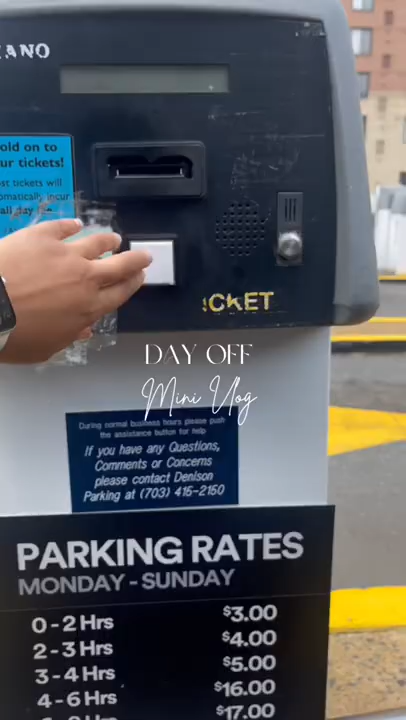 ANO
old on to
ur tickets!
st tickets will
omatically incur
all day
ICKET
DAY OFF
Mini Vlog
During normal business hours please push
the assistance button for help
If you have any Questions,
Comments or Concerns
please contact Denison
Parking at (703) 415-2150
PARKING RATES
MONDAY - SUNDAY
0 - 2 Hrs $3.00
2 - 3 Hrs $4.00
3 - 4 Hrs $5.00
4 - 6 Hrs $16.00
$17.00